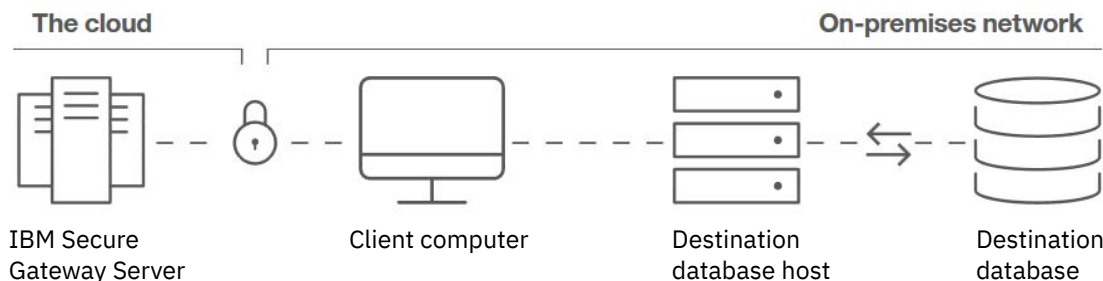 The cloud
On-premises network
IBM Secure
Gateway Server
Client computer
Destination
database host
Destination
database